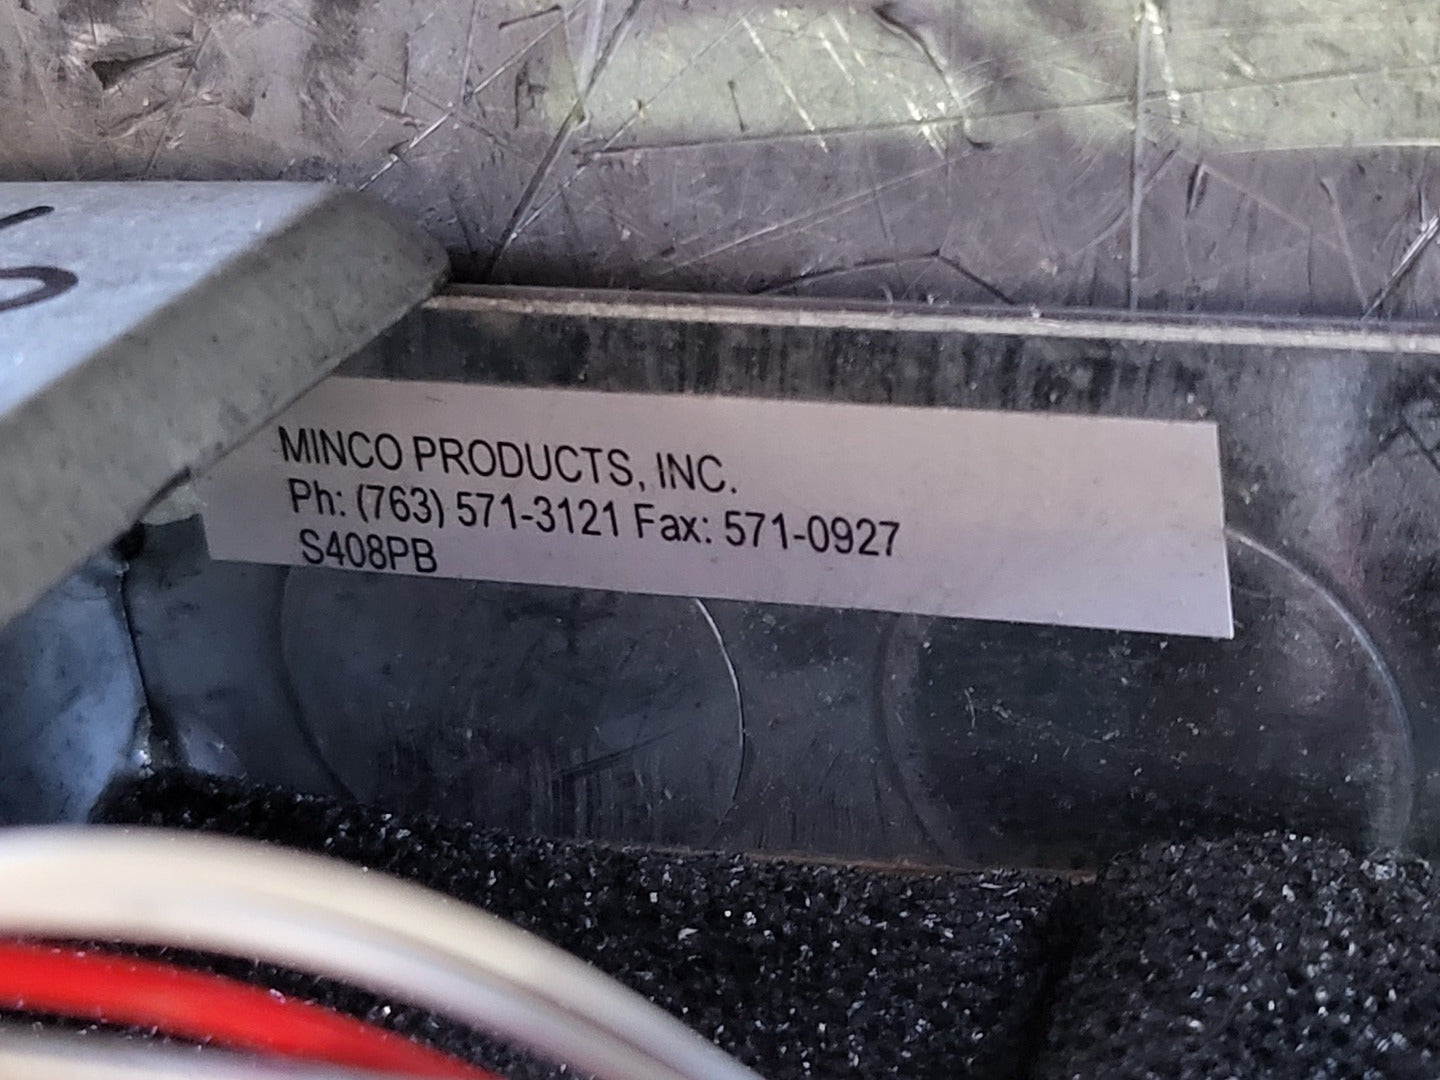 MINCO PRODUCTS, INC.
Ph: (763) 571-3121 Fax: 571-0927
S408PB